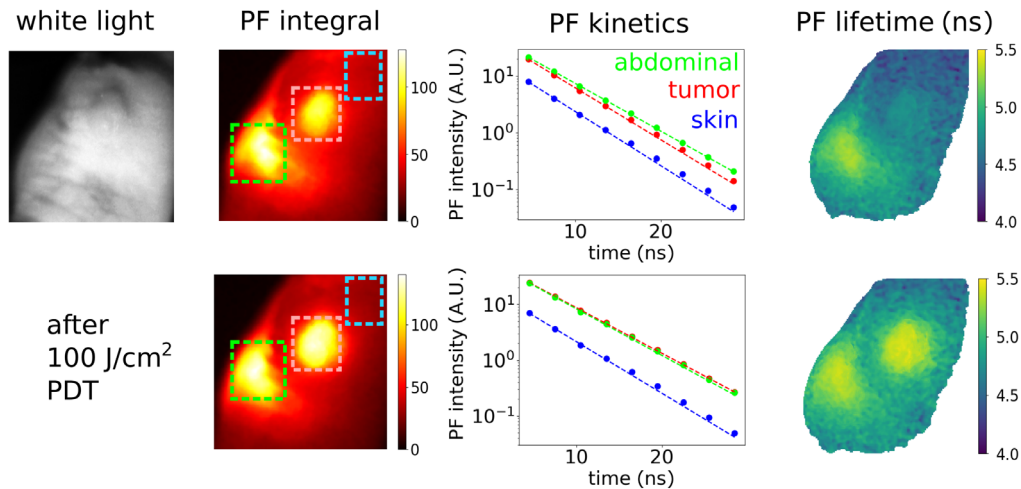 white light
PF integral
PF kinetics
PF lifetime (ns)
100
50
0
PF intensity (A.U.)
10¹
10⁰
10⁻¹
abdominal
tumor
skin
10
20
time (ns)
5.5
5.0
4.5
4.0
after
100 J/cm²
PDT
100
50
0
PF intensity (A.U.)
10¹
10⁰
10⁻¹
10
20
time (ns)
5.5
5.0
4.5
4.0